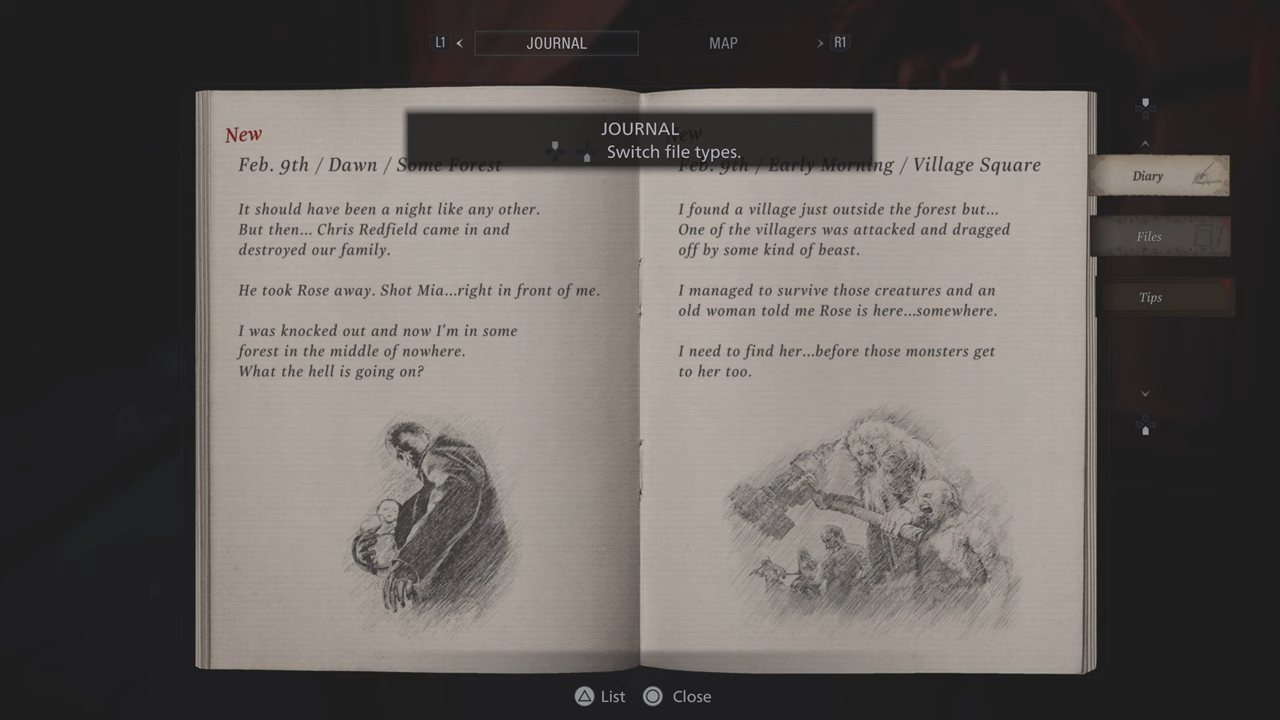 L1
JOURNAL
MAP
R1
New
JOURNAL
Switch file types.
Feb. 9th / Dawn / Some Forest
It should have been a night like any other.
But then... Chris Redfield came in and
destroyed our family.
He took Rose away. Shot Mia...right in front of me.
I was knocked out and now I'm in some
forest in the middle of nowhere.
What the hell is going on?
New
Feb. 9th / Early Morning / Village Square
I found a village just outside the forest but...
One of the villagers was attacked and dragged
off by some kind of beast.
I managed to survive those creatures and an
old woman told me Rose is here...somewhere.
I need to find her...before those monsters get
to her too.
Diary
Files
Tips
List
Close